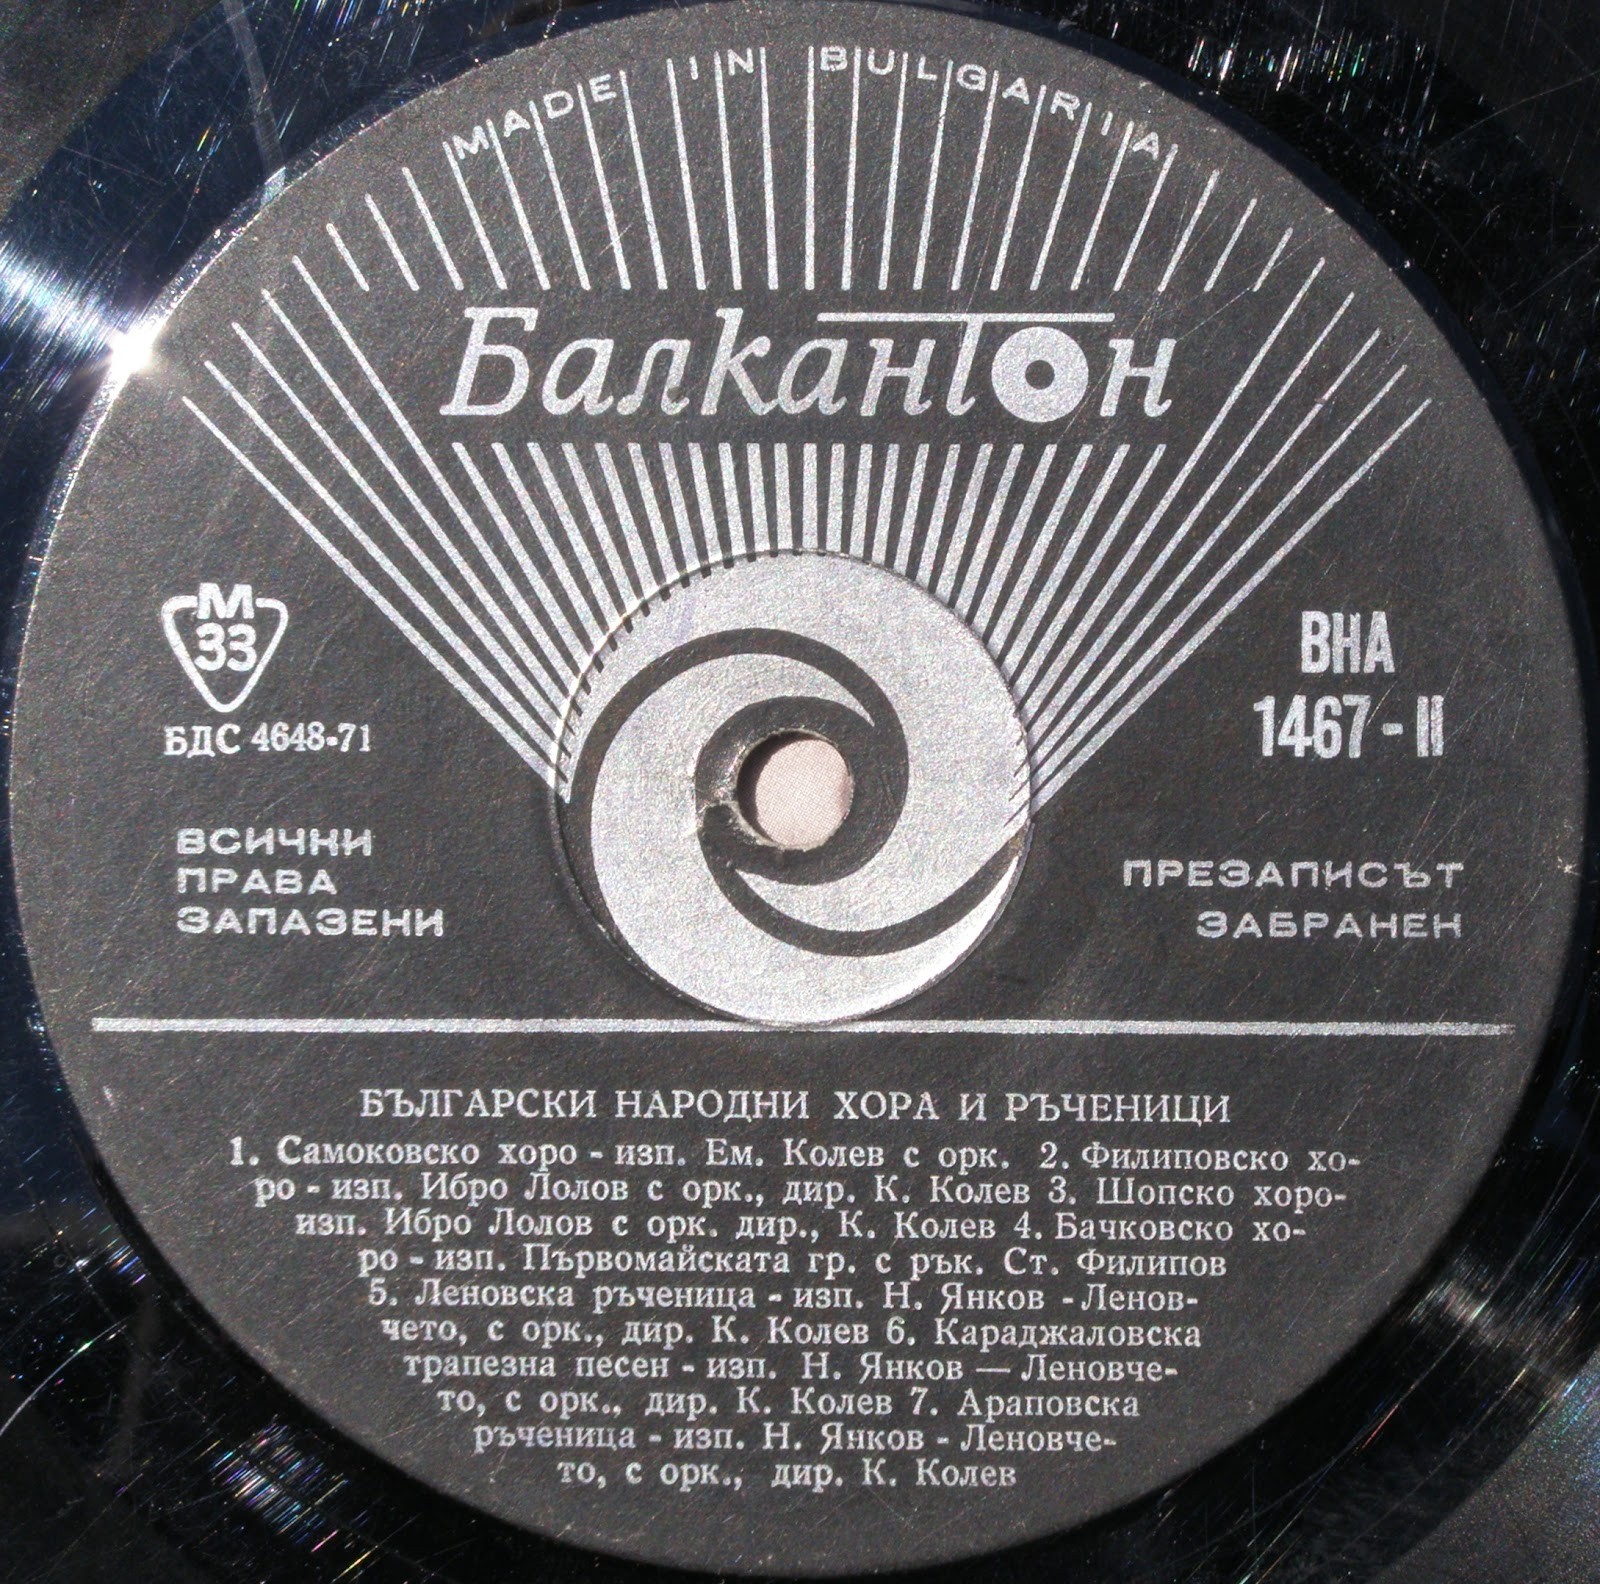 MADE IN BULGARIA
Балкантон
М
33
БДС 4648-71
ВНА
1467-II
ВСИЧНИ
ПРАВА
ЗАПАЗЕНИ
ПРЕЗАПИСЪТ
ЗАБРАНЕН
БЪЛГАРСКИ НАРОДНИ ХОРА И РЪЧЕНИЦИ
1. Самоковско хоро - изп. Ем. Колев с орк. 2. Филиповско хо-
ро - изп. Ибро Лолов с орк., дир. К. Колев 3. Шопско хоро-
изп. Ибро Лолов с орк. дир., К. Колев 4. Бачковско хо-
ро - изп. Първомайската гр. с рък. Ст. Филипов
5. Леновска ръченица - изп. Н. Янков - Ленов-
чето, с орк., дир. К. Колев 6. Караджаловска
трапезна песен - изп. Н. Янков — Леновче-
то, с орк., дир. К. Колев 7. Араповска
ръченица - изп. Н. Янков - Леновче-
то, с орк., дир. К. Колев